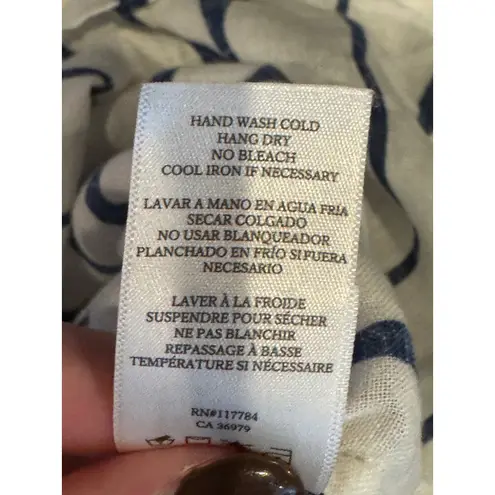 HAND WASH COLD
HANG DRY
NO BLEACH
COOL IRON IF NECESSARY
LAVAR A MANO EN AGUA FRÍA
SECAR COLGADO
NO USAR BLANQUEADOR
PLANCHADO EN FRÍO SI FUERA
NECESARIO
LAVER À LA FROIDE
SUSPENDRE POUR SÉCHER
NE PAS BLANCHIR
REPASSAGE À BASSE
TEMPÉRATURE SI NÉCESSAIRE
RN#117784
CA 36979